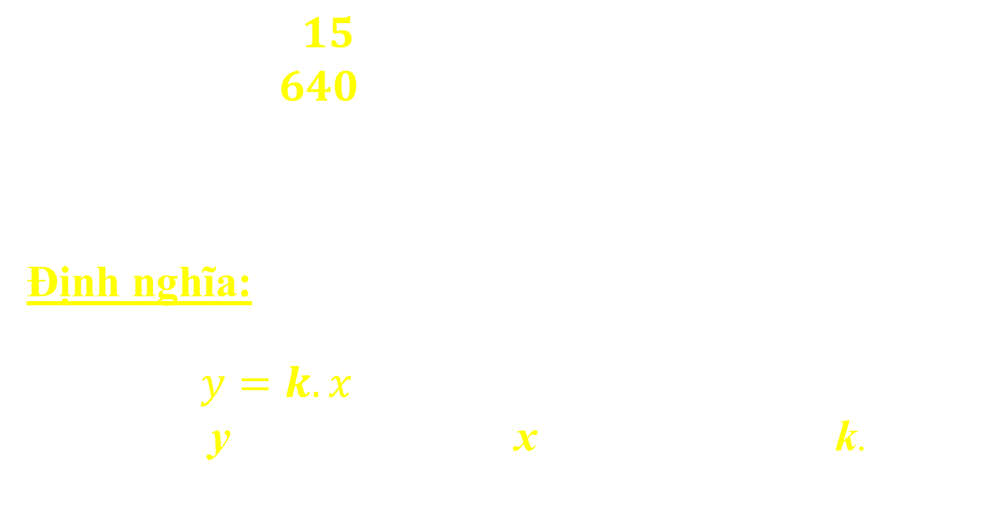 15
640
Định nghĩa:
y = k. x
y x k.